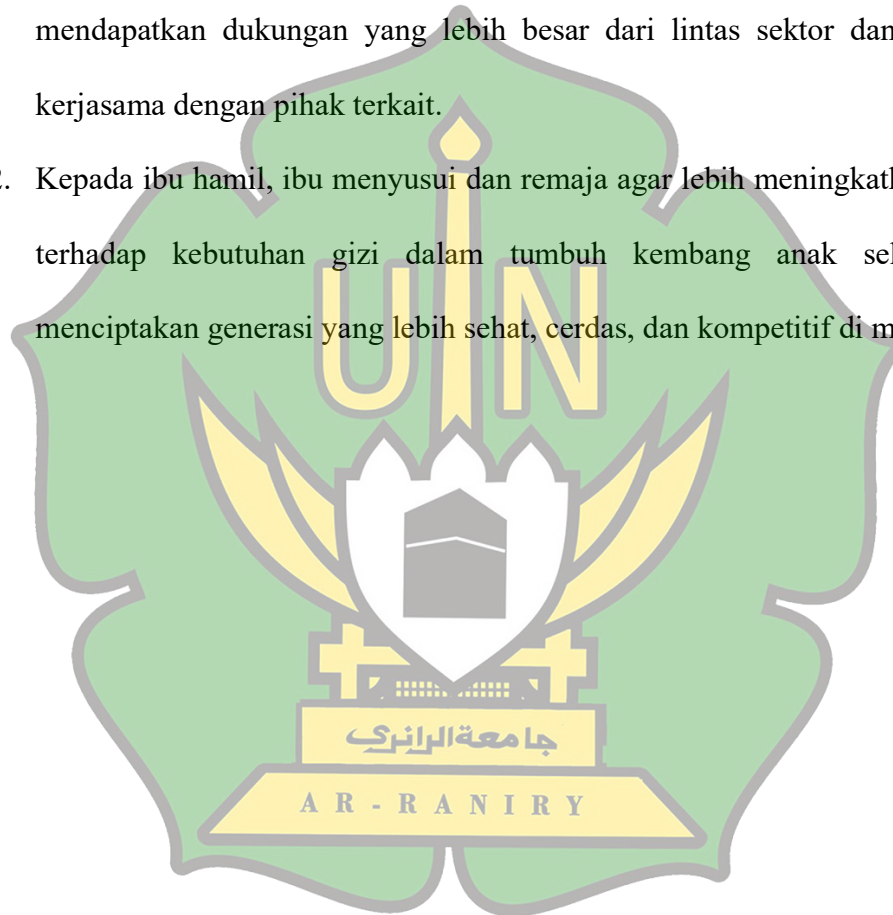 mendapatkan dukungan yang lebih besar dari lintas sektor dan
kerjasama dengan pihak terkait.
2. Kepada ibu hamil, ibu menyusui dan remaja agar lebih
terhadap kebutuhan gizi dalam tumbuh kembang anak
menciptakan generasi yang lebih sehat, cerdas, dan kompetitif di
UIN
جامعة الرانري
AR-RANIRY